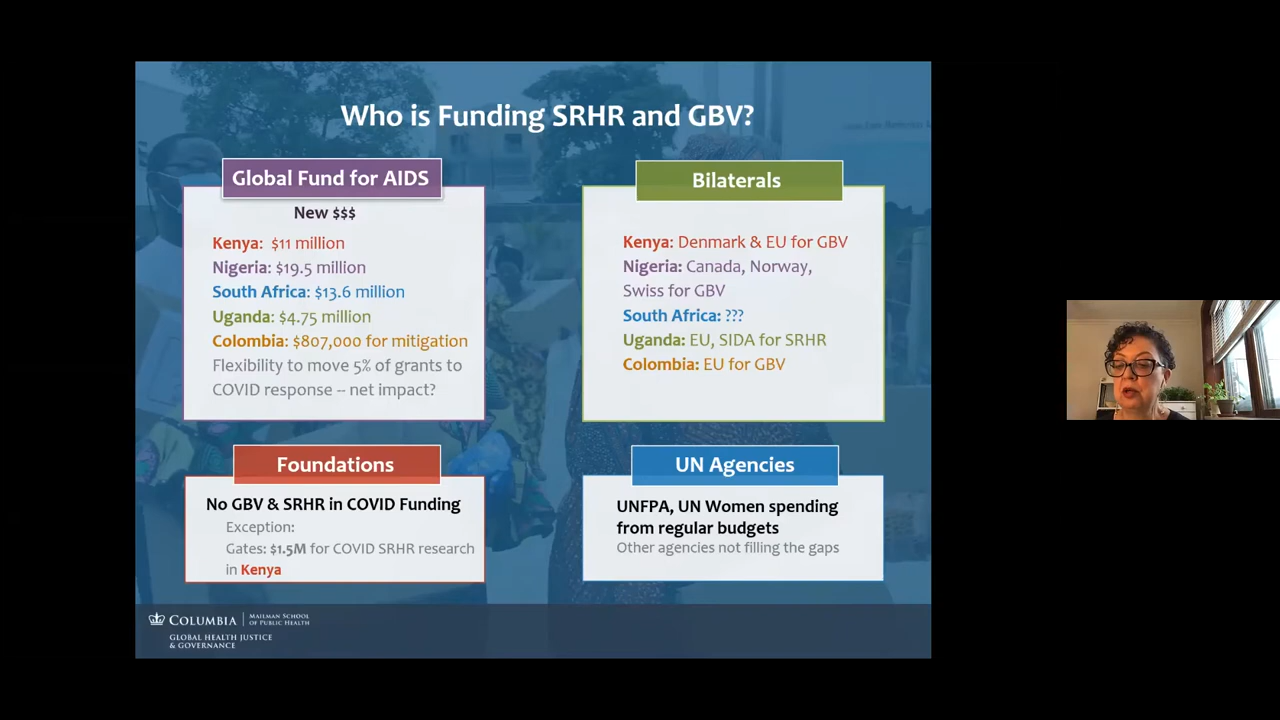 Who is Funding SRHR and GBV?
Global Fund for AIDS
New $$$
Kenya: $11 million
Nigeria: $19.5 million
South Africa: $13.6 million
Uganda: $4.75 million
Colombia: $807,000 for mitigation
Flexibility to move 5% of grants to
COVID response – net impact?
Bilaterals
Kenya: Denmark & EU for GBV
Nigeria: Canada, Norway,
Swiss for GBV
South Africa: ???
Uganda: EU, SIDA for SRHR
Colombia: EU for GBV
Foundations
No GBV & SRHR in COVID Funding
Exception:
Gates: $1.5M for COVID SRHR research
in Kenya
UN Agencies
UNFPA, UN Women spending
from regular budgets
Other agencies not filling the gaps
COLUMBIA
MAILMAN SCHOOL
OF PUBLIC HEALTH
GLOBAL HEALTH JUSTICE
& GOVERNANCE